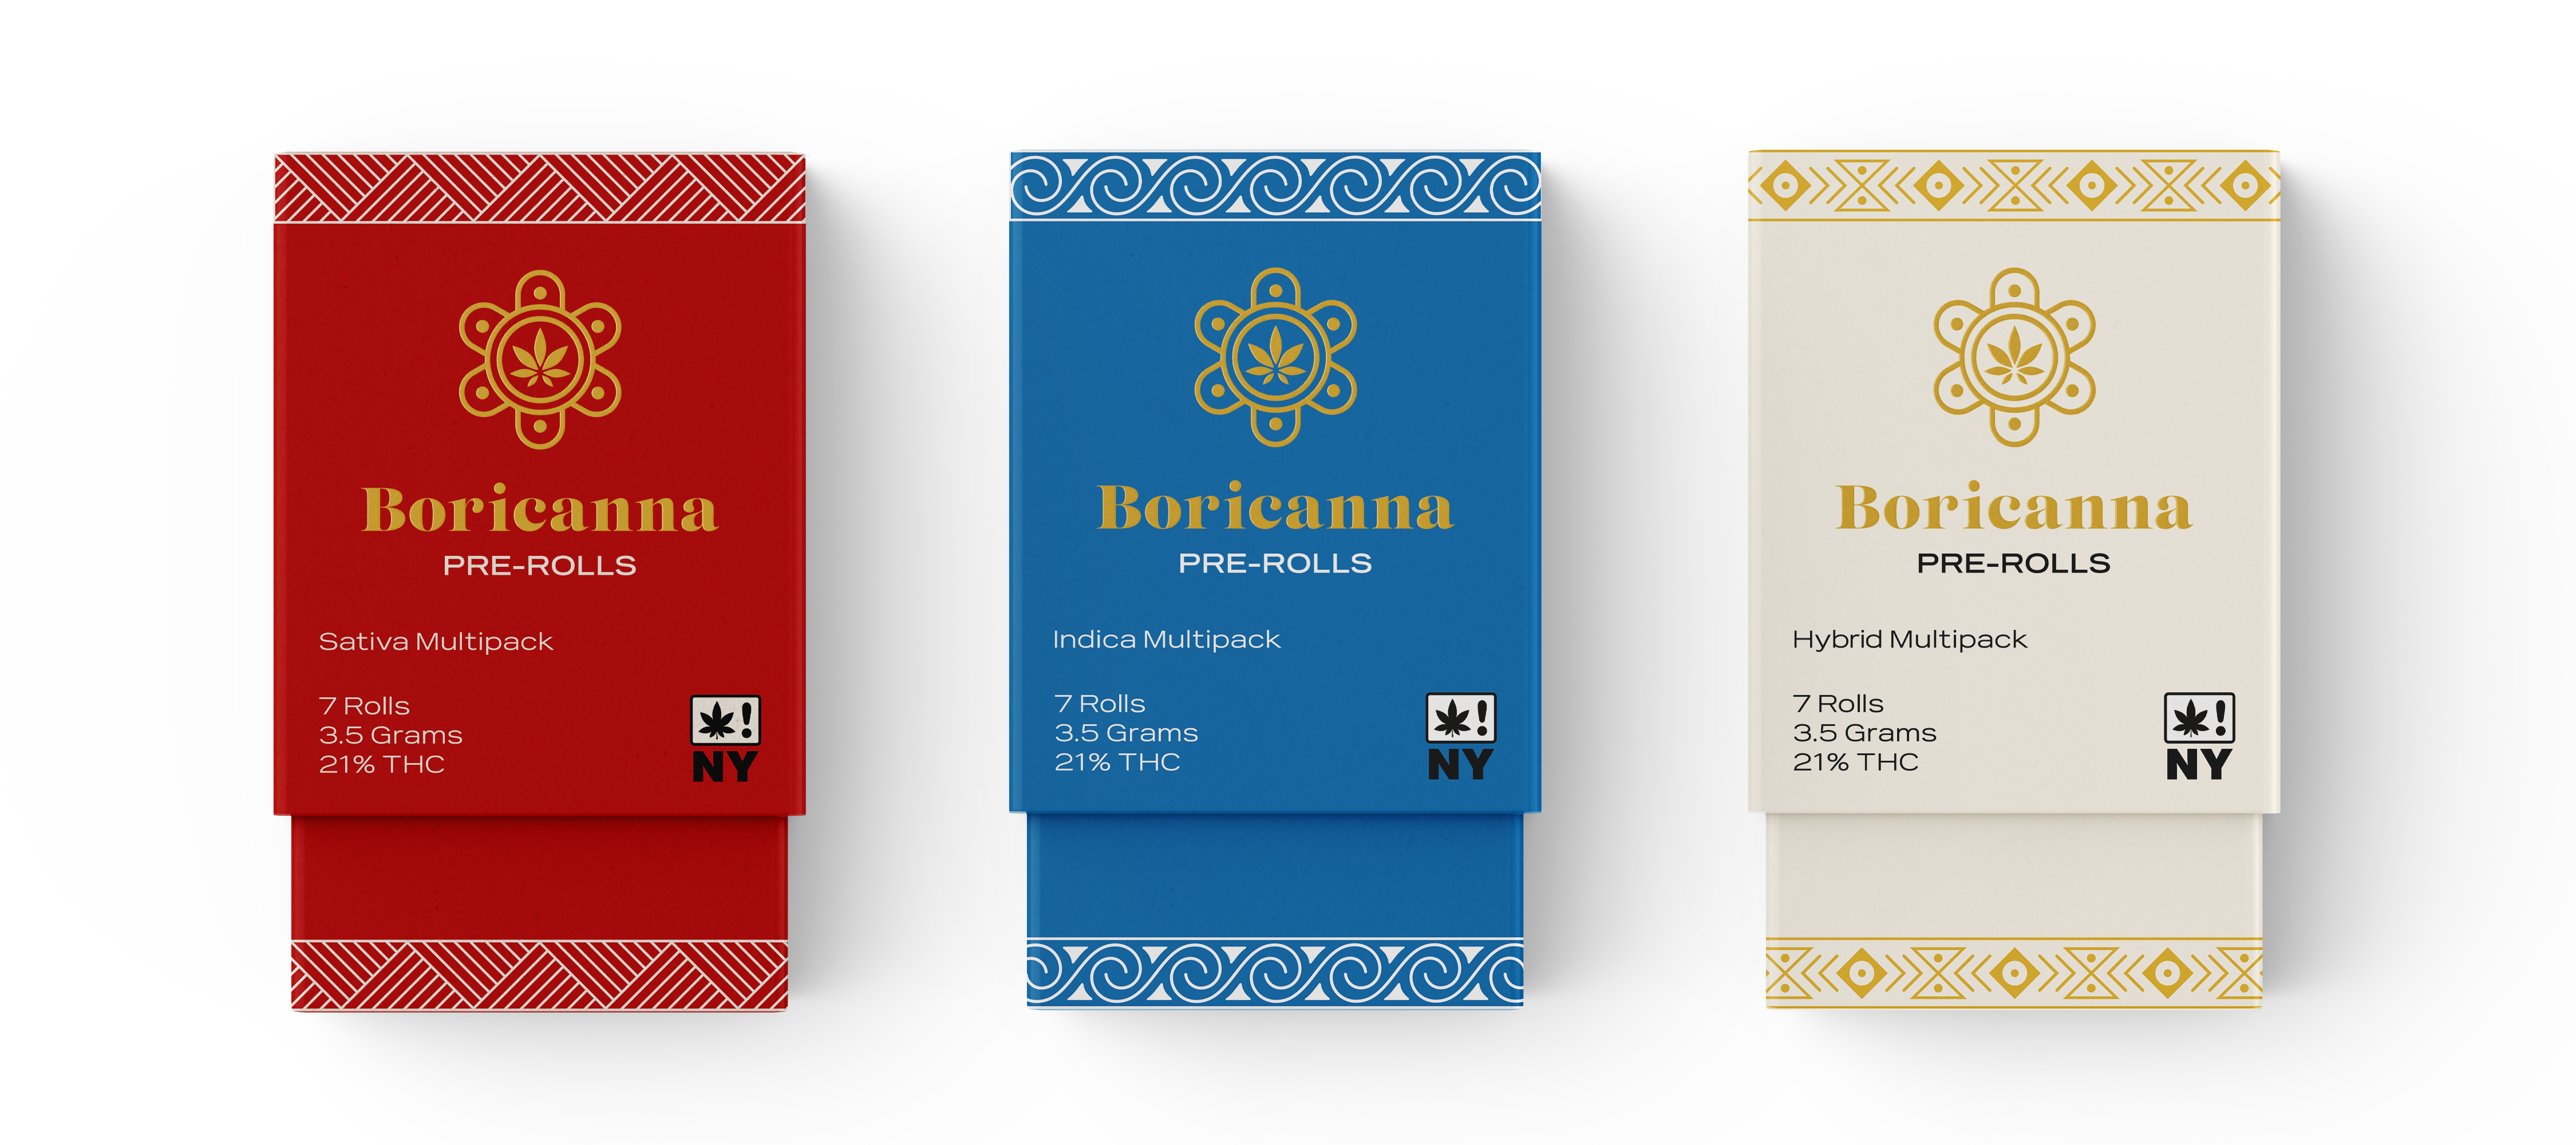 Boricanna
PRE-ROLLS
Sativa Multipack
7 Rolls
3.5 Grams
21% THC
!
NY
Boricanna
PRE-ROLLS
Indica Multipack
7 Rolls
3.5 Grams
21% THC
!
NY
Boricanna
PRE-ROLLS
Hybrid Multipack
7 Rolls
3.5 Grams
21% THC
!
NY